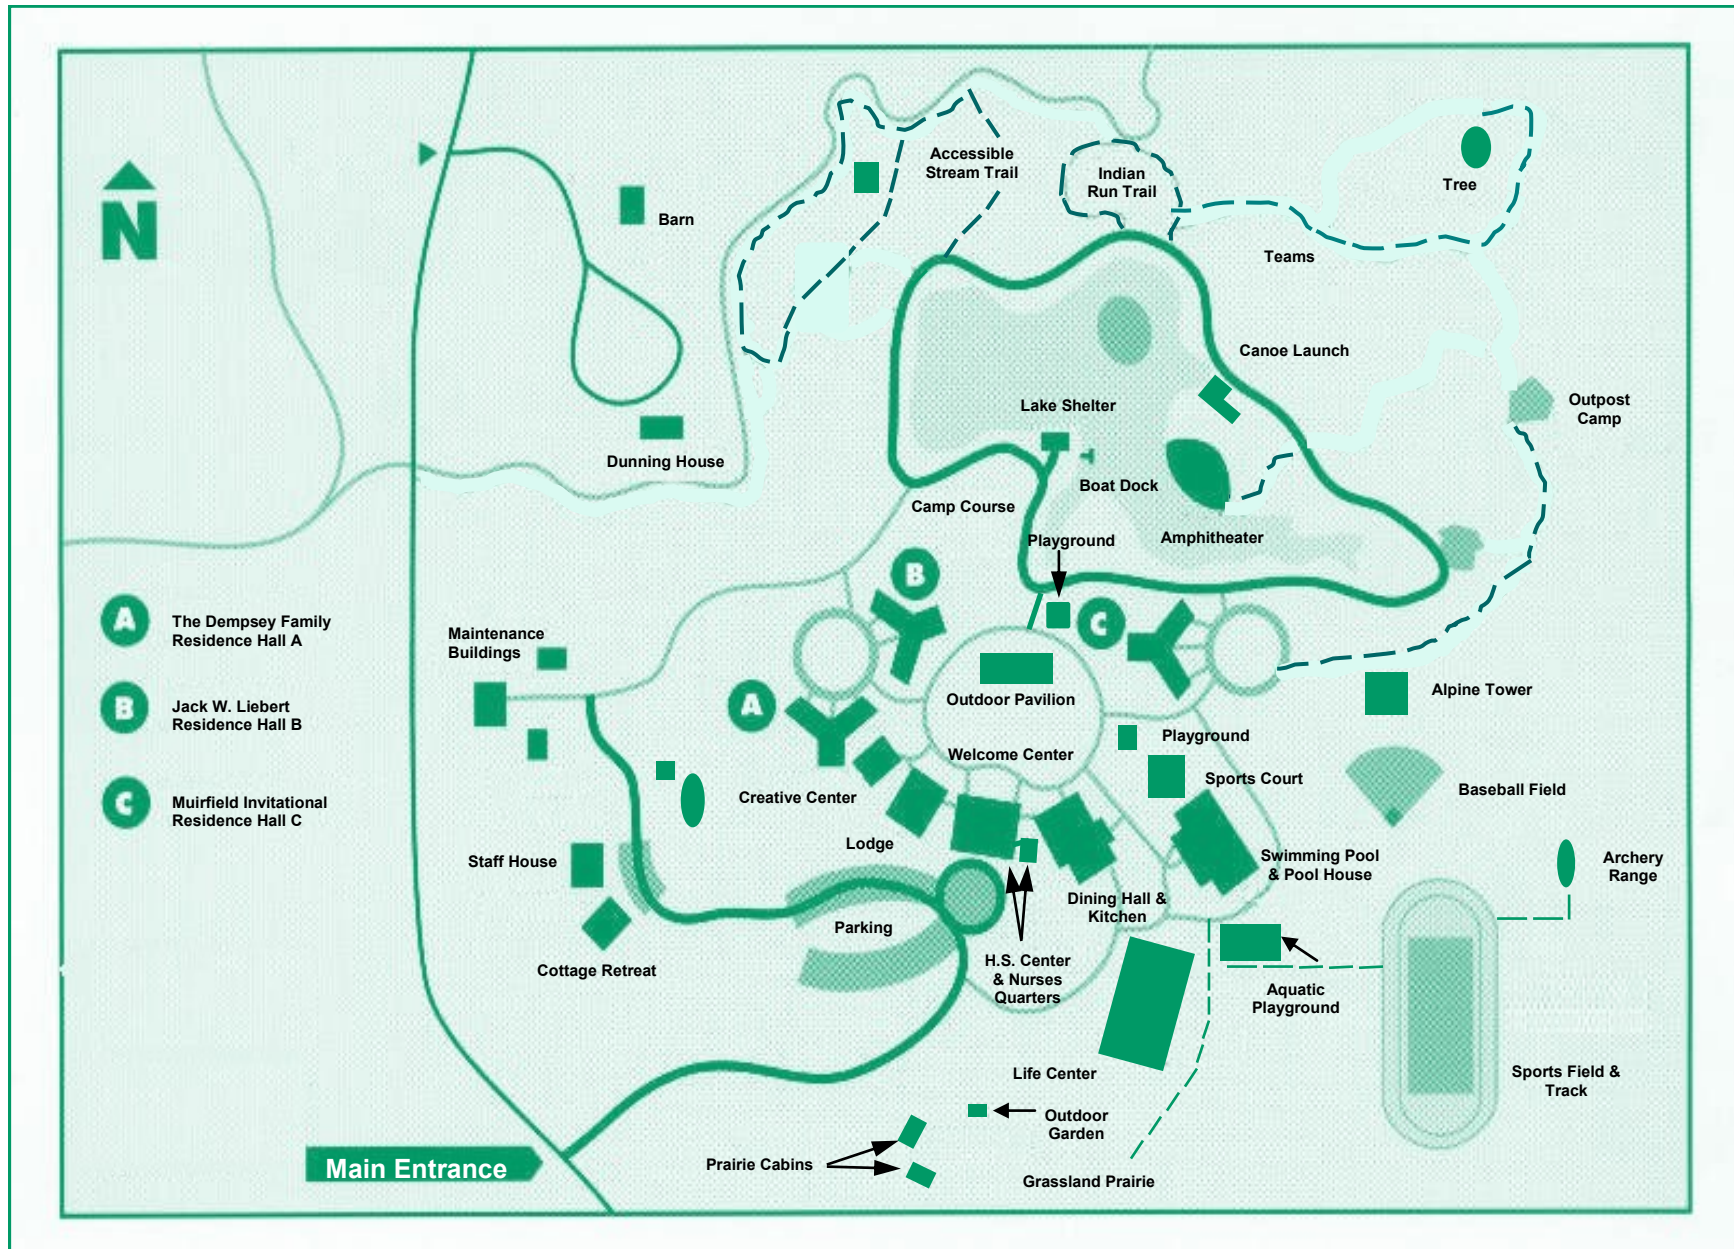 Accessible
Stream Trail
Indian
Run Trail
Tree
N
Barn
Teams
Canoe Launch
Lake Shelter
Outpost
Camp
Dunning House
Boat Dock
Camp Course
Amphitheater
Playground
B
A
The Dempsey Family
Residence Hall A
C
Maintenance
Buildings
B
Jack W. Liebert
Residence Hall B
A
Outdoor Pavilion
Alpine Tower
Playground
Welcome Center
Sports Court
C
Muirfield Invitational
Residence Hall C
Creative Center
Baseball Field
Lodge
Staff House
Swimming Pool
& Pool House
Archery
Range
Dining Hall &
Kitchen
Parking
Cottage Retreat
H.S. Center
& Nurses
Quarters
Aquatic
Playground
Life Center
Sports Field &
Track
Outdoor
Garden
Prairie Cabins
Main Entrance
Grassland Prairie